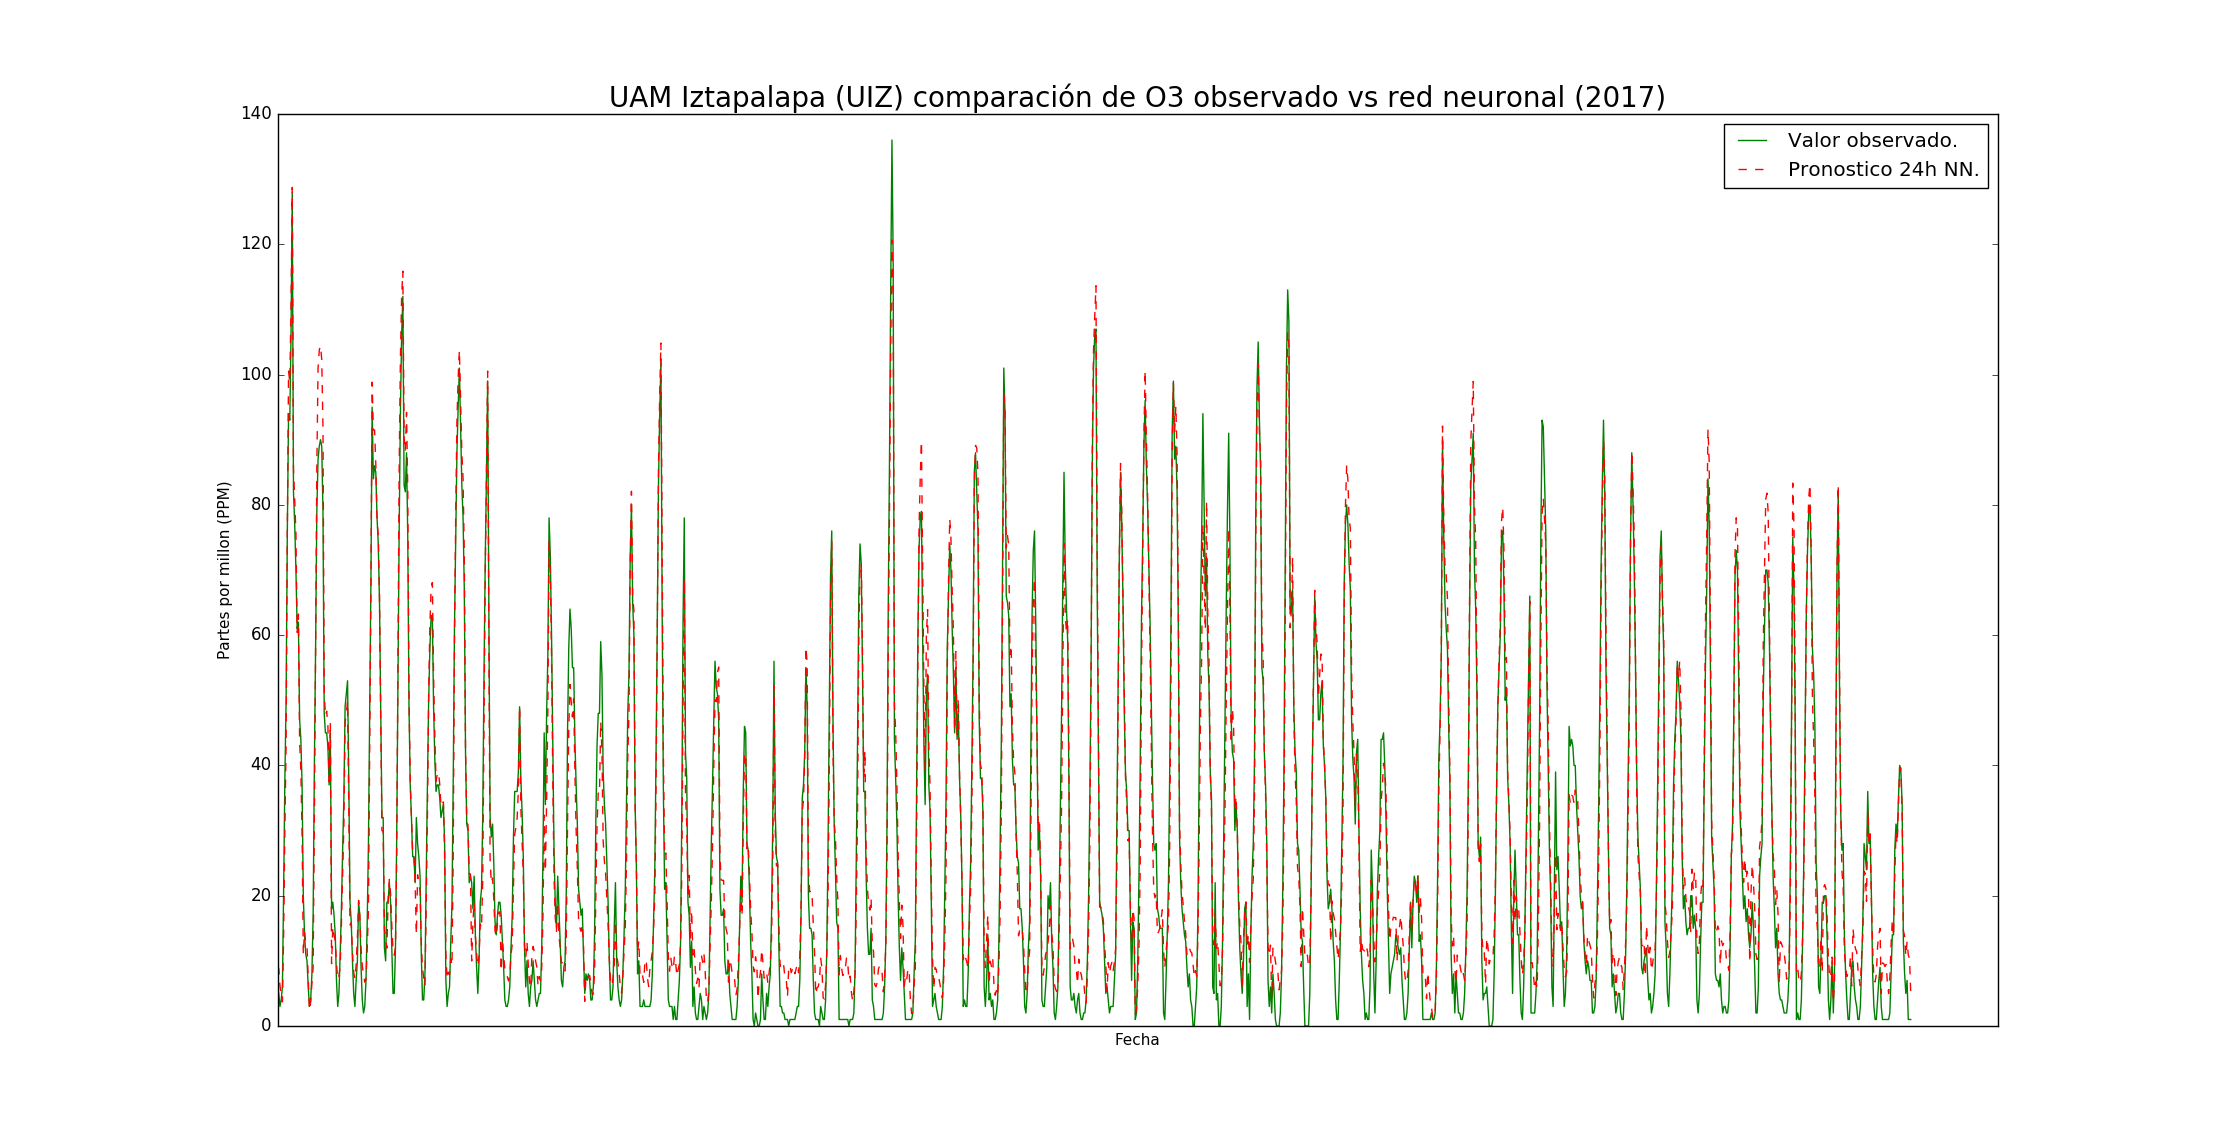 UAM Iztapalapa (UIZ) comparación de O3 observado vs red neuronal (2017)
140
120
100
80
60
40
20
0
Partes por millon (PPM)
Valor observado.
Pronostico 24h NN.
Fecha